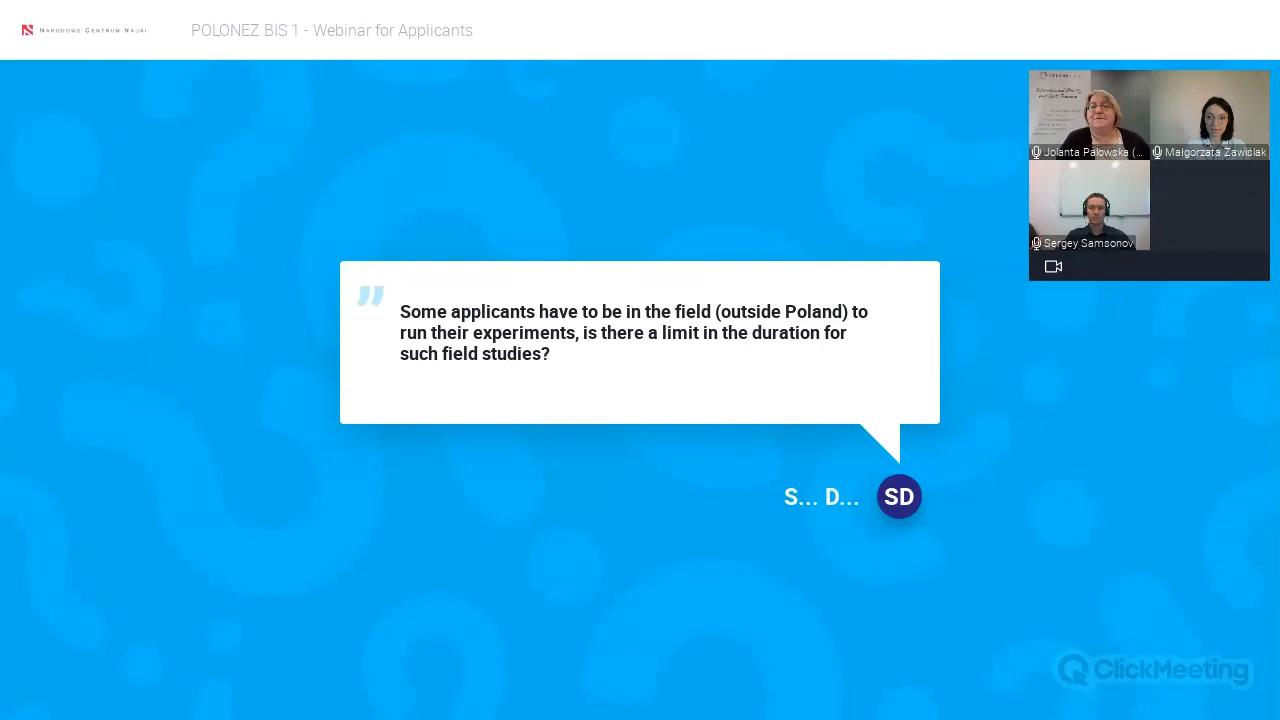 NARODOWE CENTRUM NAUKI
POLONEZ BIS 1 - Webinar for Applicants
Jolanta Palowska (...
Małgorzata Zawiślak
Sergey Samsonov
Some applicants have to be in the field (outside Poland) to
run their experiments, is there a limit in the duration for
such field studies?
S... D...
SD
ClickMeeting